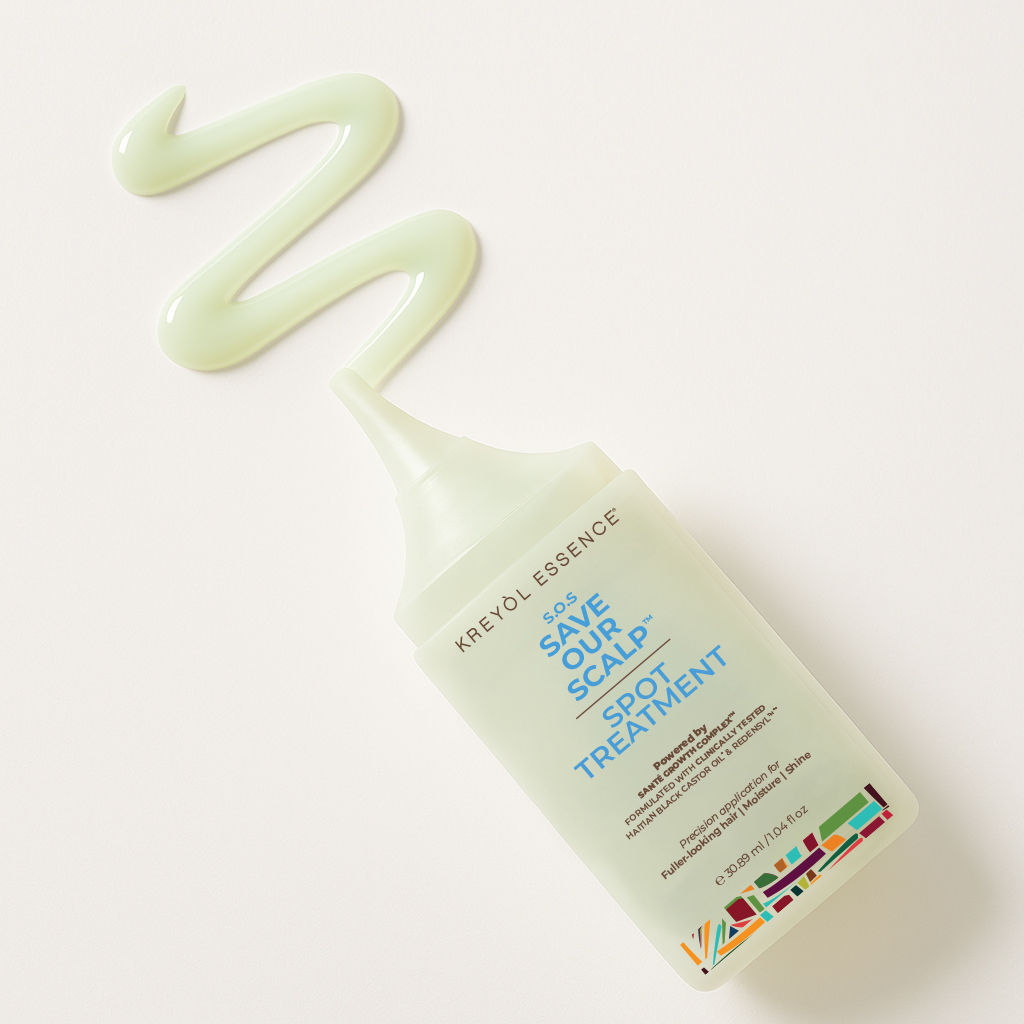 KREYÒL ESSENCE®
S.O.S
SAVE
OUR
SCALP™
SPOT
TREATMENT
Powered by
SANTÉ GROWTH COMPLEX™
FORMULATED WITH CLINICALLY TESTED
HAITIAN BLACK CASTOR OIL* & REDENSYL™*
Precision application for
Fuller-looking hair | Moisture | Shine
℮ 30.89 ml / 1.04 fl oz